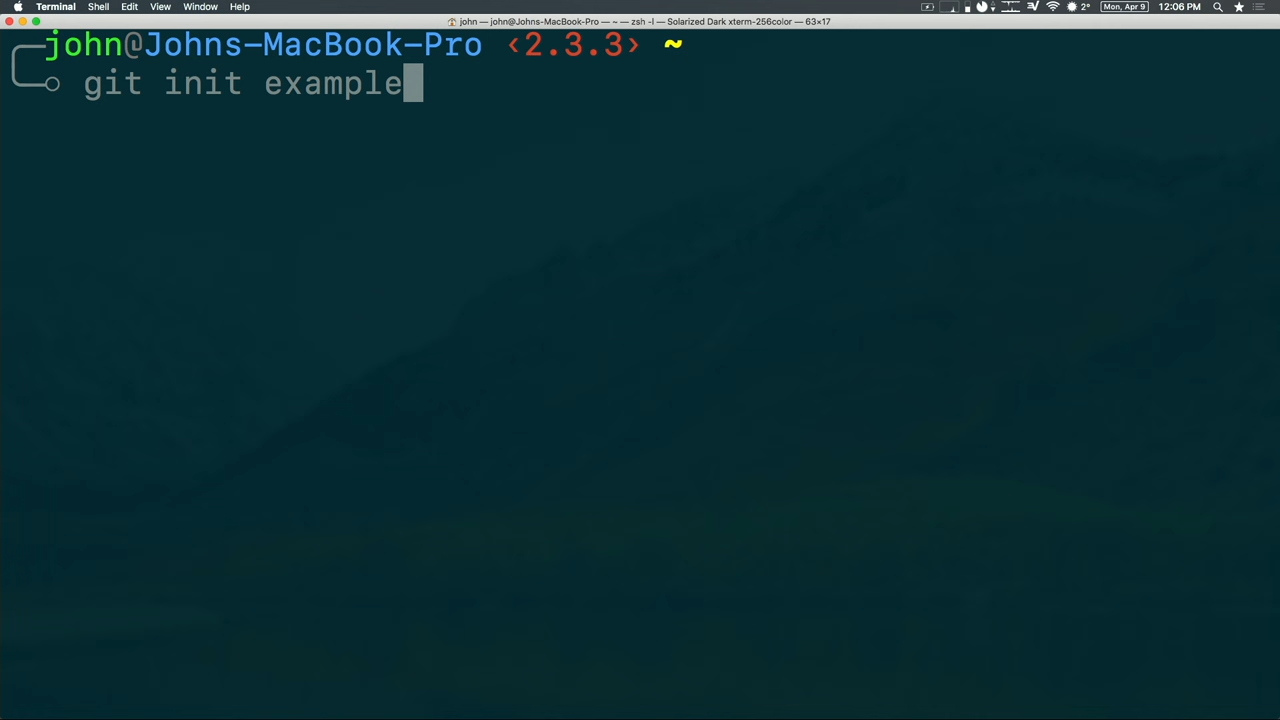 Terminal Shell Edit View Window Help 2° Mon, Apr 9 12:06 PM
john — john@Johns-MacBook-Pro — ~ — zsh -l — Solarized Dark xterm-256color — 63×17
john@Johns-MacBook-Pro ‹2.3.3› ~
git init example